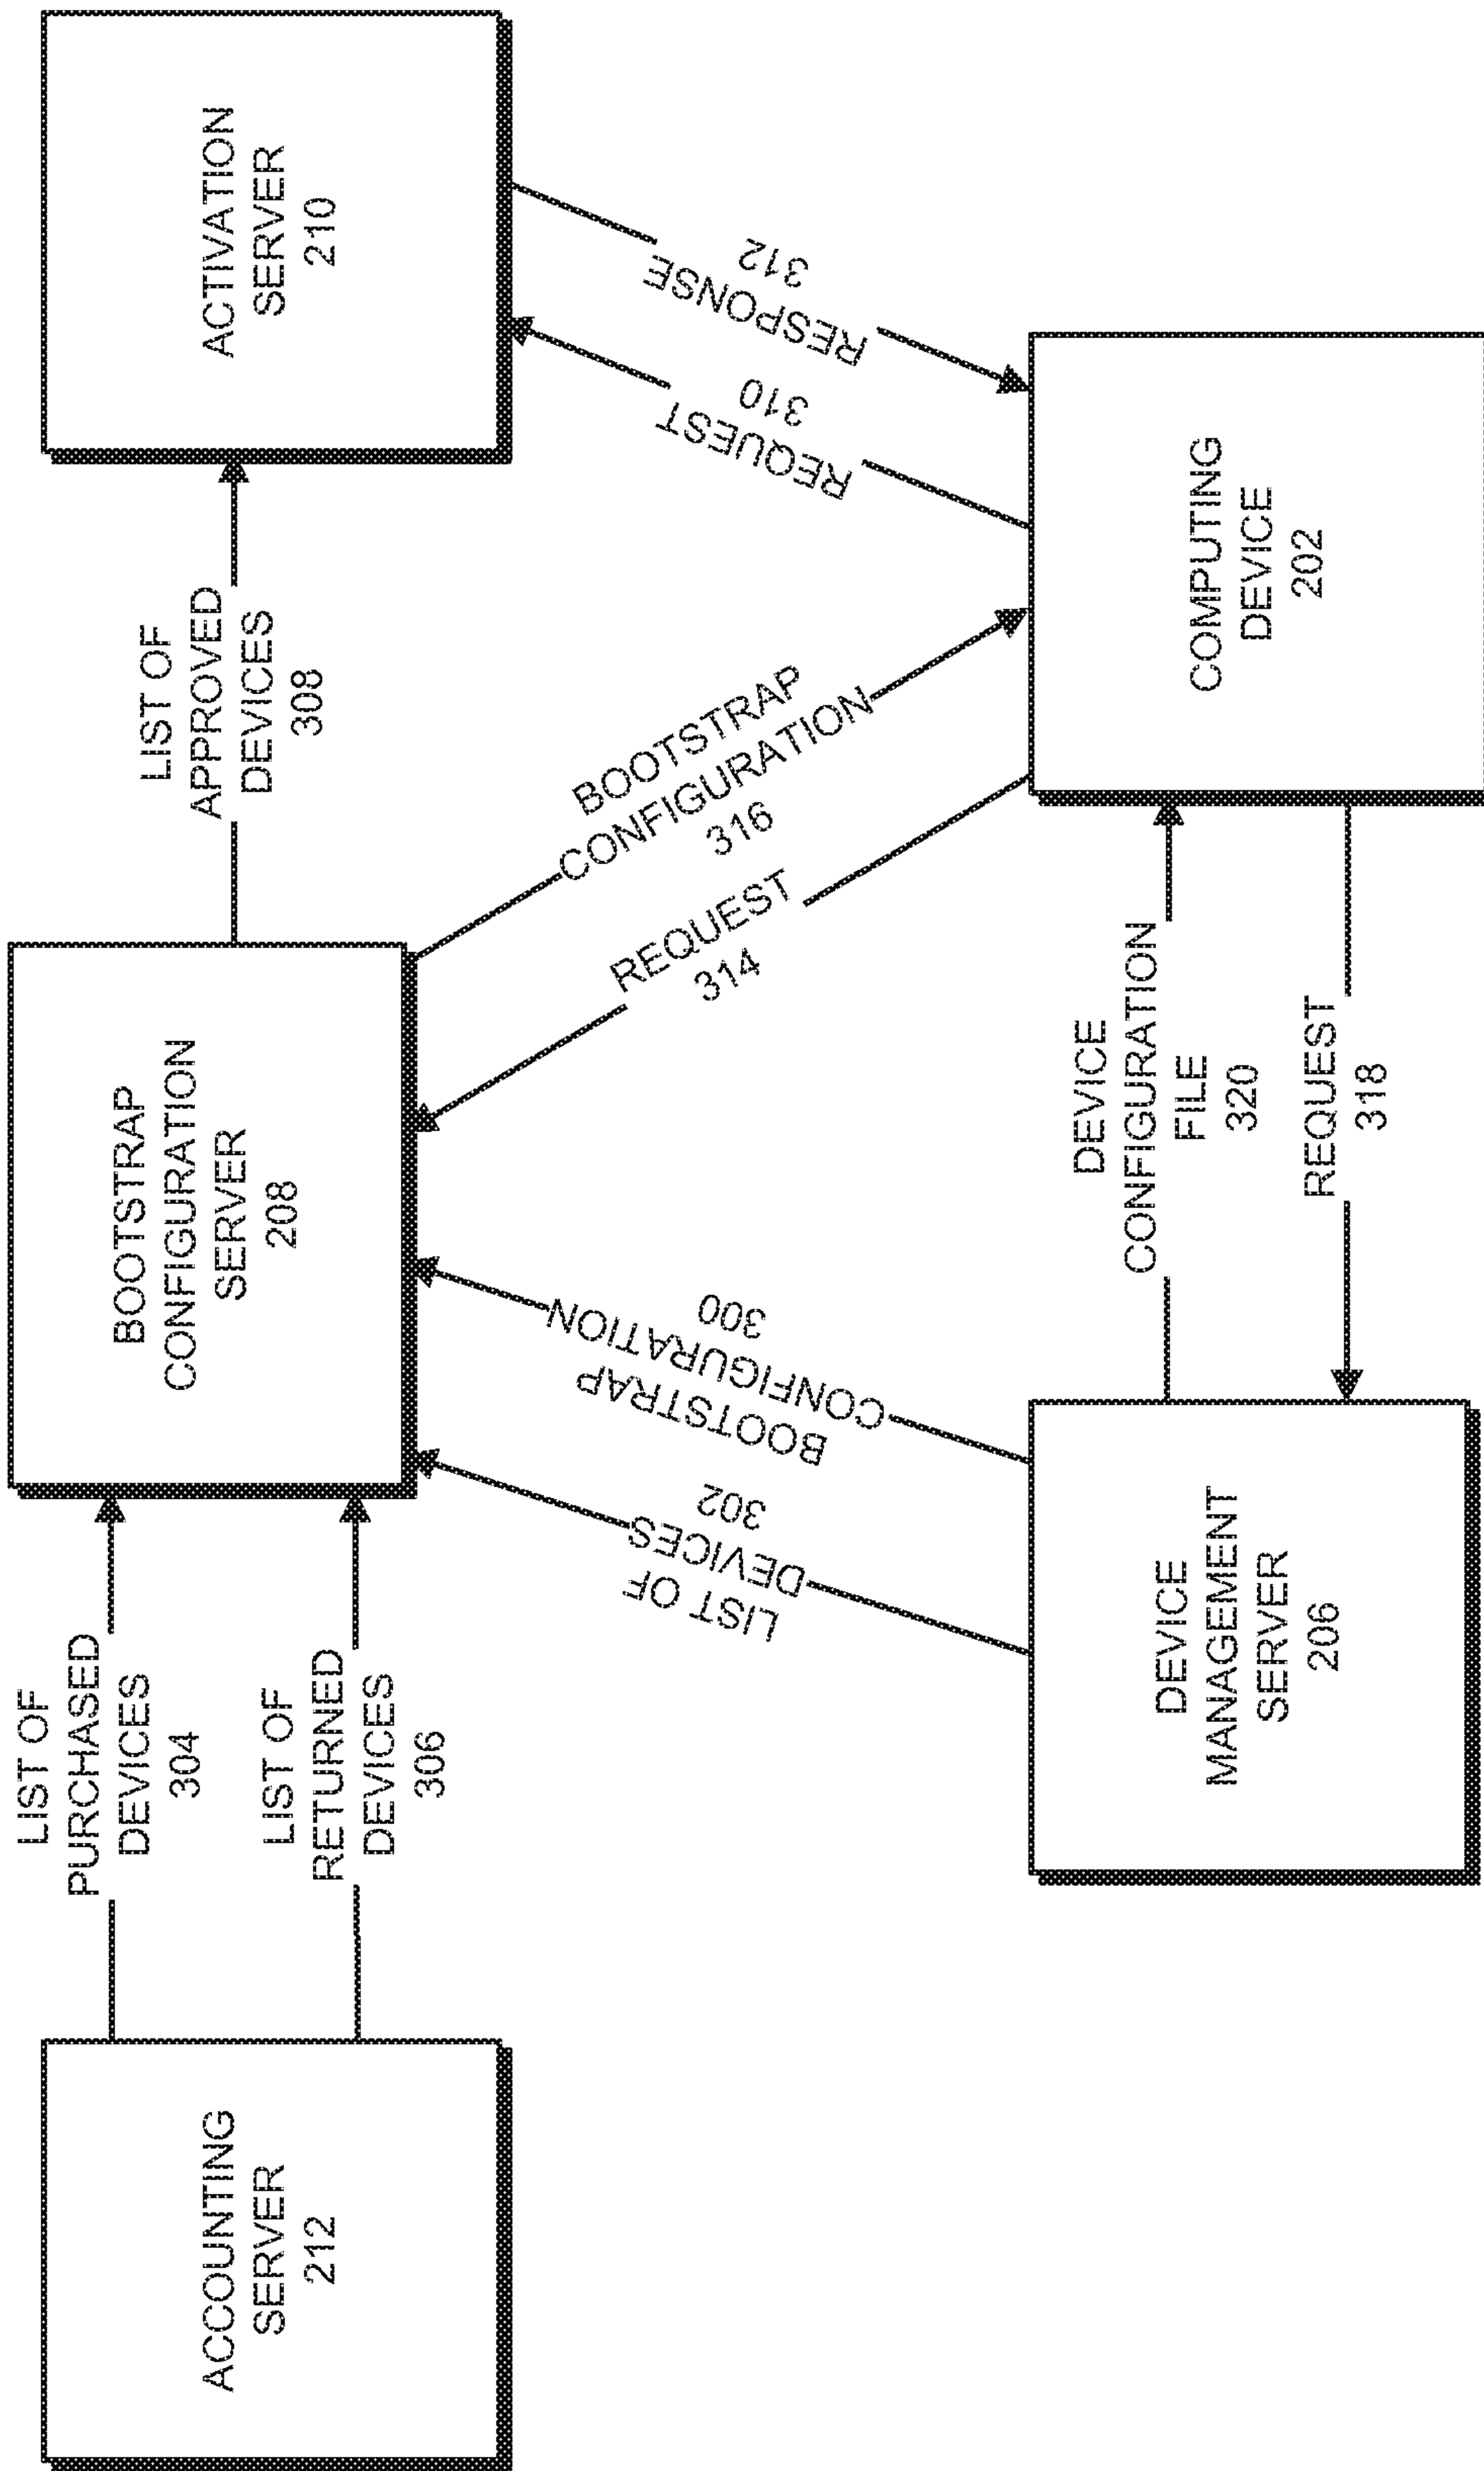 ACCOUNTING
SERVER
212
LIST OF
PURCHASED
DEVICES
304
LIST OF
RETURNED
DEVICES
306
BOOTSTRAP
CONFIGURATION
SERVER
208
LIST OF
APPROVED
DEVICES
308
ACTIVATION
SERVER
210
LIST OF
DEVICES
302
BOOTSTRAP
CONFIGURATION
300
REQUEST
314
BOOTSTRAP
CONFIGURATION
316
REQUEST
310
RESPONSE
312
DEVICE
MANAGEMENT
SERVER
206
DEVICE
CONFIGURATION
FILE
320
REQUEST
318
COMPUTING
DEVICE
202